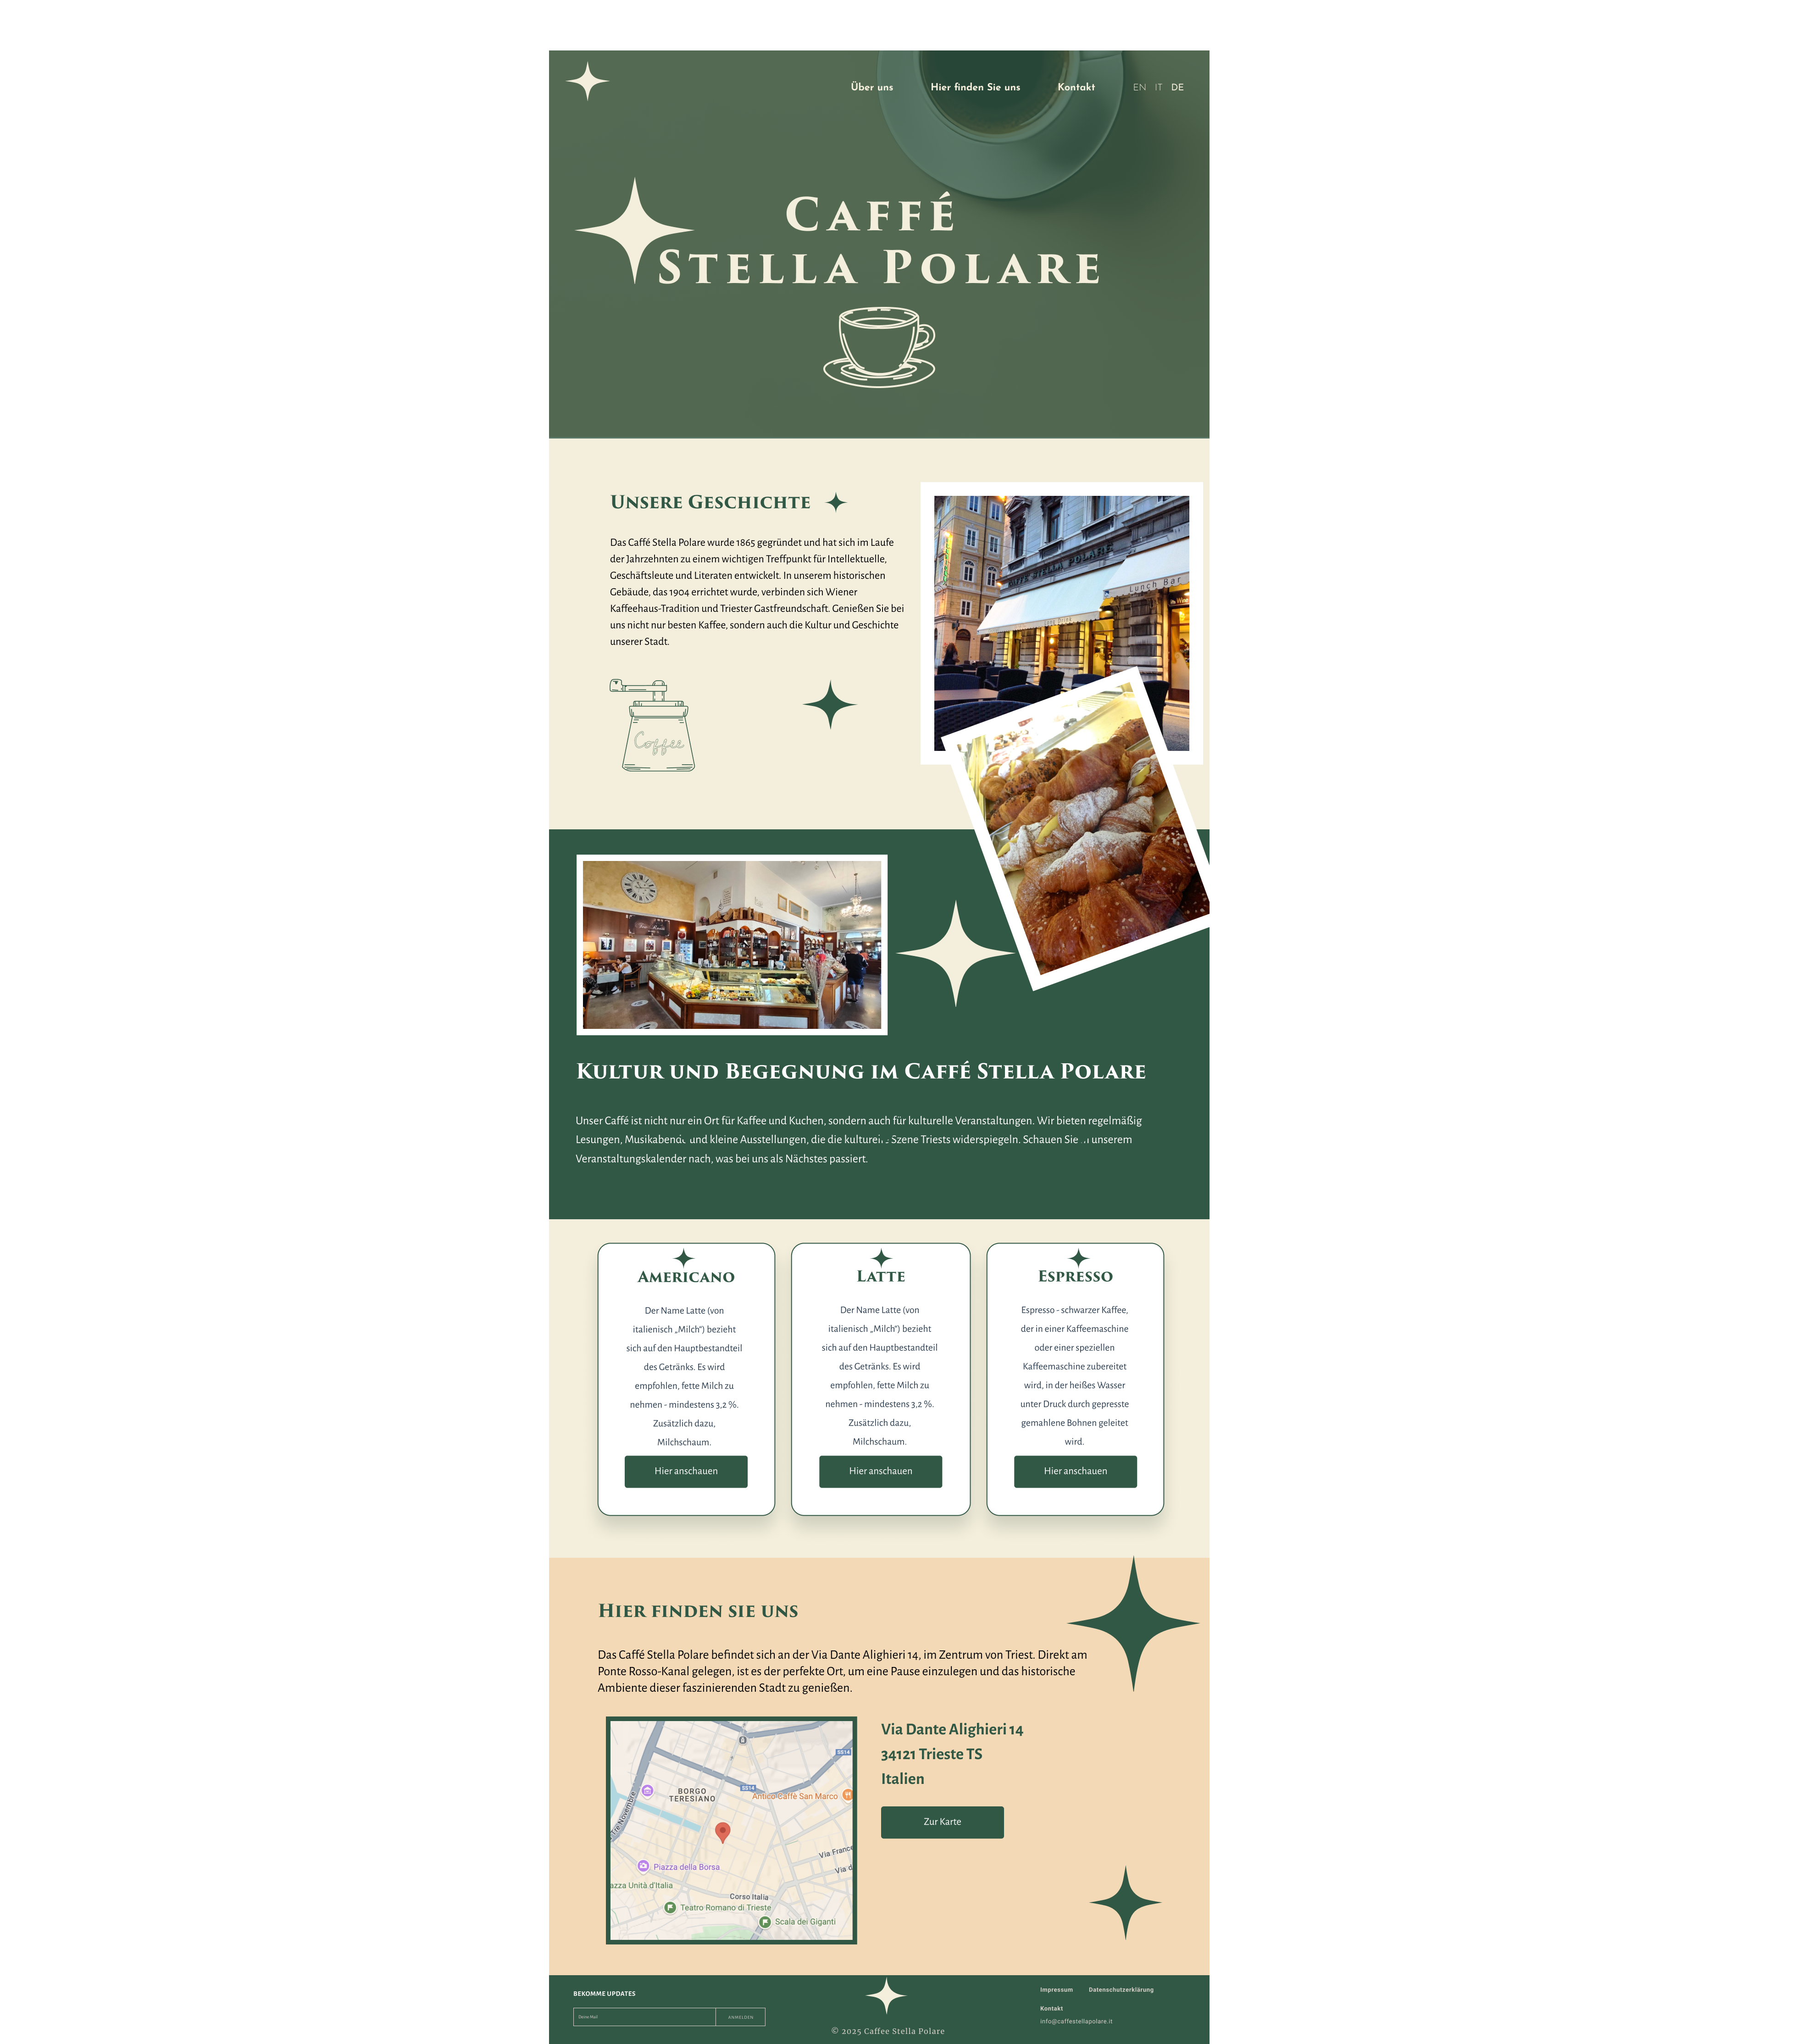 Über uns Hier finden Sie uns Kontakt EN IT DE
CAFFÉ
STELLA POLARE
UNSERE GESCHICHTE
Das Caffé Stella Polare wurde 1865 gegründet und hat sich im Laufe
der Jahrzehnten zu einem wichtigen Treffpunkt für Intellektuelle,
Geschäftsleute und Literaten entwickelt. In unserem historischen
Gebäude, das 1904 errichtet wurde, verbinden sich Wiener
Kaffeehaus-Tradition und Triester Gastfreundschaft. Genießen Sie bei
uns nicht nur besten Kaffee, sondern auch die Kultur und Geschichte
unserer Stadt.
Coffee
CAFFÈ STELLA POLARE
Lunch Bar
KULTUR UND BEGEGNUNG IM CAFFÉ STELLA POLARE
Unser Caffé ist nicht nur ein Ort für Kaffee und Kuchen, sondern auch für kulturelle Veranstaltungen. Wir bieten regelmäßig
Lesungen, und kleine Ausstellungen, die die Szene Triests widerspiegeln. Schauen Sie unserem
Veranstaltungskalender nach, was bei uns als Nächstes passiert.
AMERICANO
Der Name Latte (von
italienisch „Milch“) bezieht
sich auf den Hauptbestandteil
des Getränks. Es wird
empfohlen, fette Milch zu
nehmen - mindestens 3,2 %.
Zusätzlich dazu,
Milchschaum.
Hier anschauen
LATTE
Der Name Latte (von
italienisch „Milch“) bezieht
sich auf den Hauptbestandteil
des Getränks. Es wird
empfohlen, fette Milch zu
nehmen - mindestens 3,2 %.
Zusätzlich dazu,
Milchschaum.
Hier anschauen
ESPRESSO
Espresso - schwarzer Kaffee,
der in einer Kaffeemaschine
oder einer speziellen
Kaffeemaschine zubereitet
wird, in der heißes Wasser
unter Druck durch gepresste
gemahlene Bohnen geleitet
wird.
Hier anschauen
HIER FINDEN SIE UNS
Das Caffé Stella Polare befindet sich an der Via Dante Alighieri 14, im Zentrum von Triest. Direkt am
Ponte Rosso-Kanal gelegen, ist es der perfekte Ort, um eine Pause einzulegen und das historische
Ambiente dieser faszinierenden Stadt zu genießen.
SS14
SS14
BORGO
TERESIANO
Antico Caffè San Marco
Tre Novembre
Via Franc
Via d
Piazza della Borsa
azza Unità d'Italia
Corso Italia
Teatro Romano di Trieste
Scala dei Giganti
Via Dante Alighieri 14
34121 Trieste TS
Italien
Zur Karte
BEKOMME UPDATES
Deine Mail ANMELDEN
© 2025 Caffee Stella Polare
Impressum Datenschutzerklärung
Kontakt
info@caffestellapolare.it